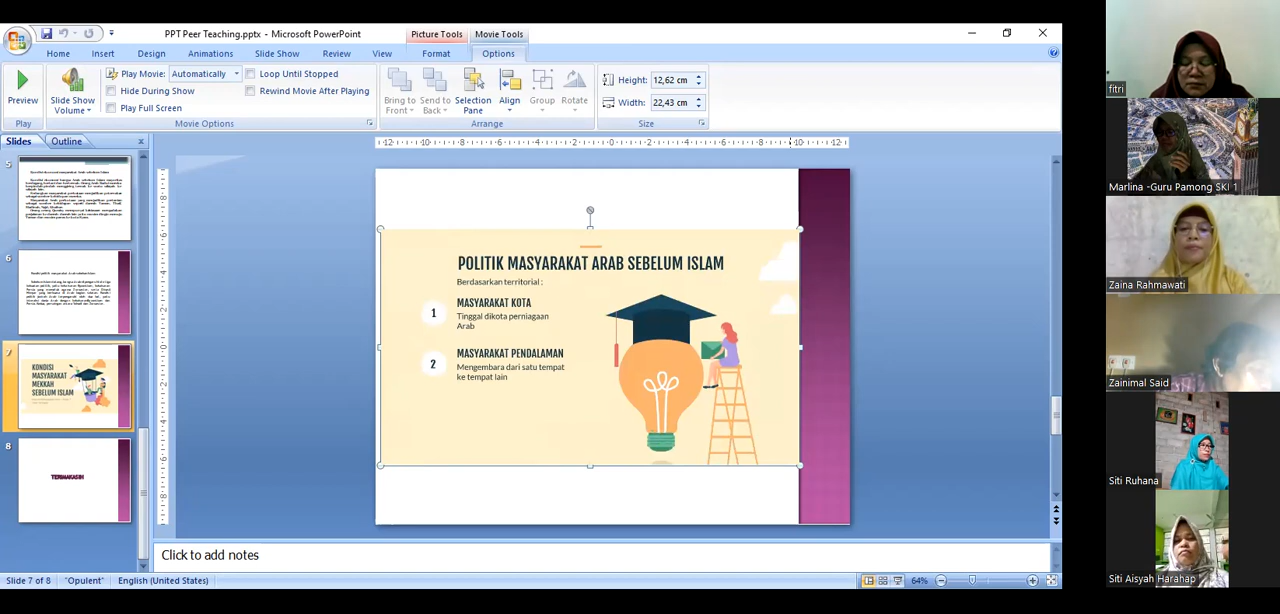 PPT Peer Teaching.pptx - Microsoft PowerPoint
Picture Tools
Movie Tools
Home
Insert
Design
Animations
Slide Show
Review
View
Format
Options
Preview
Slide Show
Volume
Play Movie:
Automatically
Hide During Show
Play Full Screen
Loop Until Stopped
Rewind Movie After Playing
Bring to
Front
Send to
Back
Selection
Pane
Align
Group
Rotate
Height:
12,62 cm
Width:
22,43 cm
Play
Movie Options
Arrange
Size
Slides
Outline
5
6
7
KONDISI
MASYARAKAT
MEKKAH
SEBELUM ISLAM
8
TERIMAKASIH
POLITIK MASYARAKAT ARAB SEBELUM ISLAM
Berdasarkan territorial :
1
MASYARAKAT KOTA
Tinggal dikota perniagaan
Arab
2
MASYARAKAT PENDALAMAN
Mengembara dari satu tempat
ke tempat lain
Click to add notes
Slide 7 of 8
"Opulent"
English (United States)
64%
fitri
Marlina -Guru Pamong SKI 1
Zaina Rahmawati
Zainimal Said
Siti Ruhana
Siti Aisyah Harahap